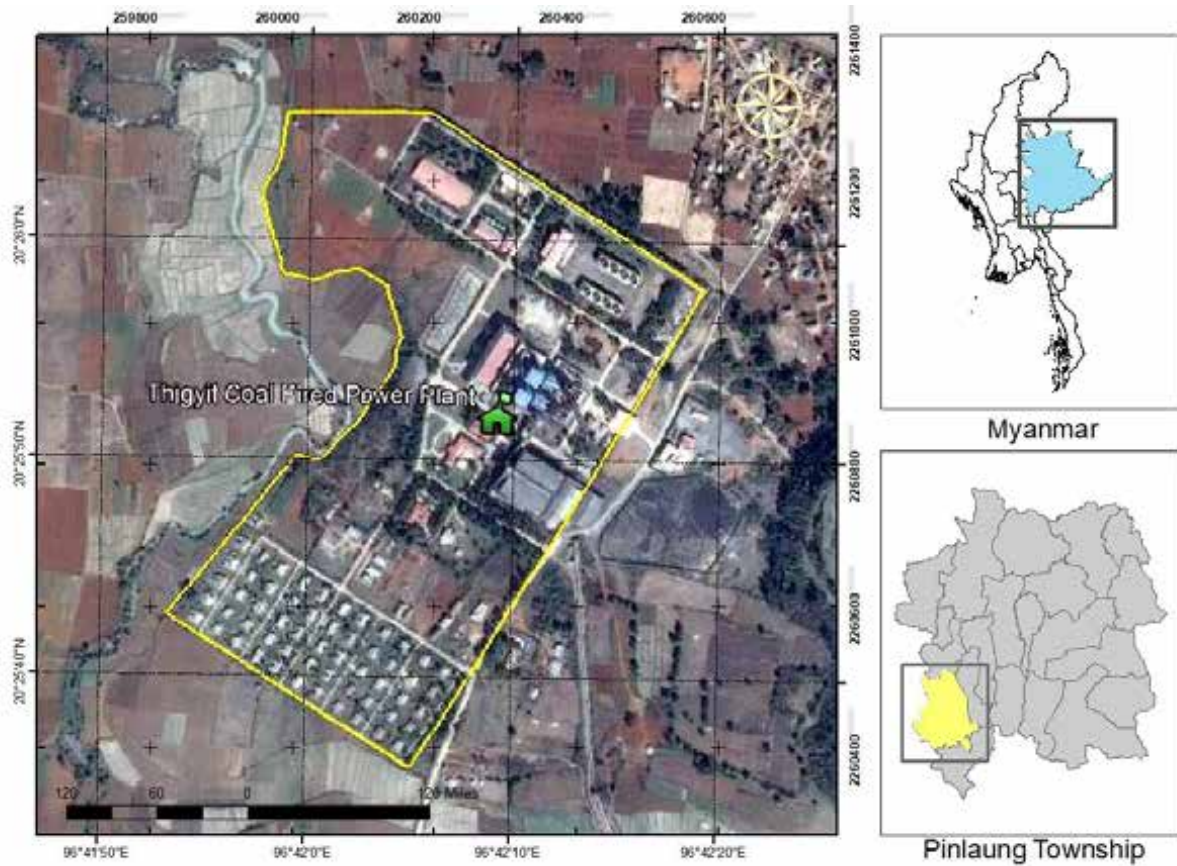 259800 260000 260200 260400 260600
2261400
2261200
2261000
2260800
2260600
2260400
20°26'0"N
20°25'50"N
20°25'40"N
Thigyit Coal Fired Power Plant
120 60 0 120 Miles
96°41'50"E 96°42'0"E 96°42'10"E 96°42'20"E
Myanmar
Pinlaung Township